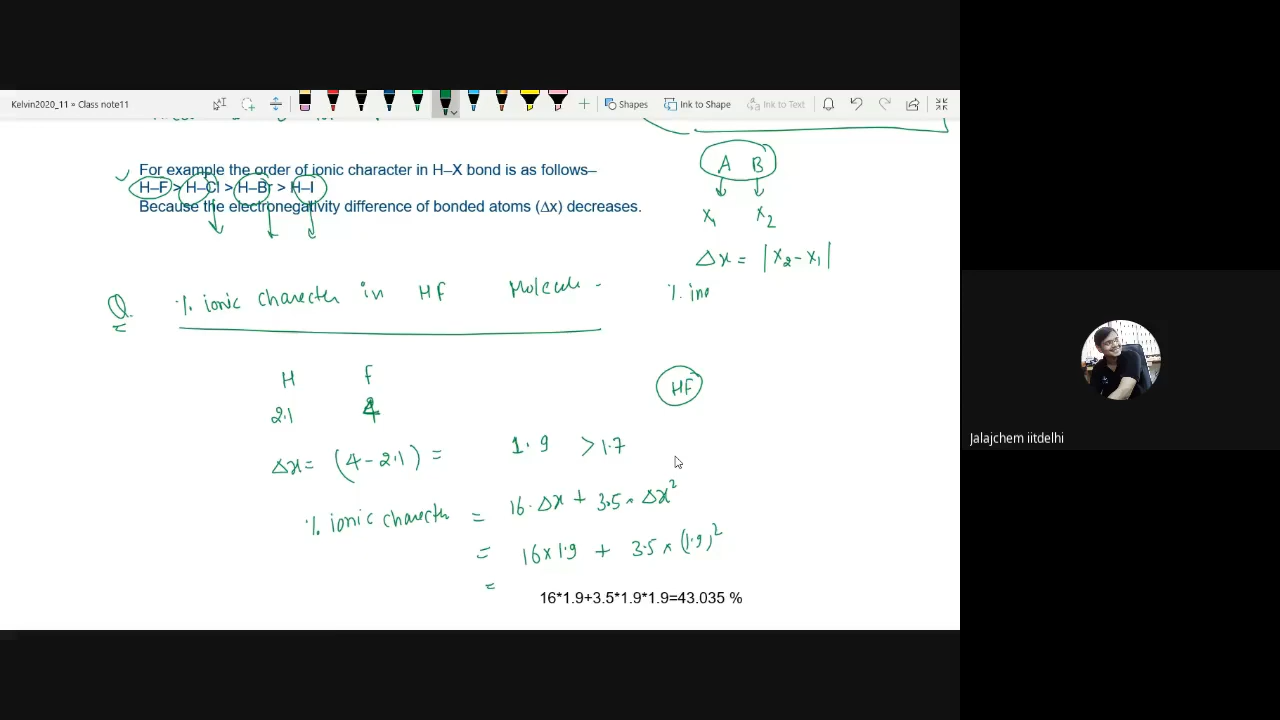 Kelvin2020_11 » Class note11
Shapes
Ink to Shape
Ink to Text
For example the order of ionic character in H–X bond is as follows–
H–F > H–Cl > H–Br > H–I
Because the electronegativity difference of bonded atoms (∆x) decreases.
A B
x1 x2
Δx = |x2 – x1|
Q. % ionic charecter in HF Molecule -
H F
2.1 4
HF
Δx = (4 – 2.1) = 1.9 > 1.7
% ionic charecter = 16·Δx + 3.5 × Δx²
= 16×1.9 + 3.5 × (1.9)²
=
16*1.9+3.5*1.9*1.9=43.035 %
Jalajchem iitdelhi